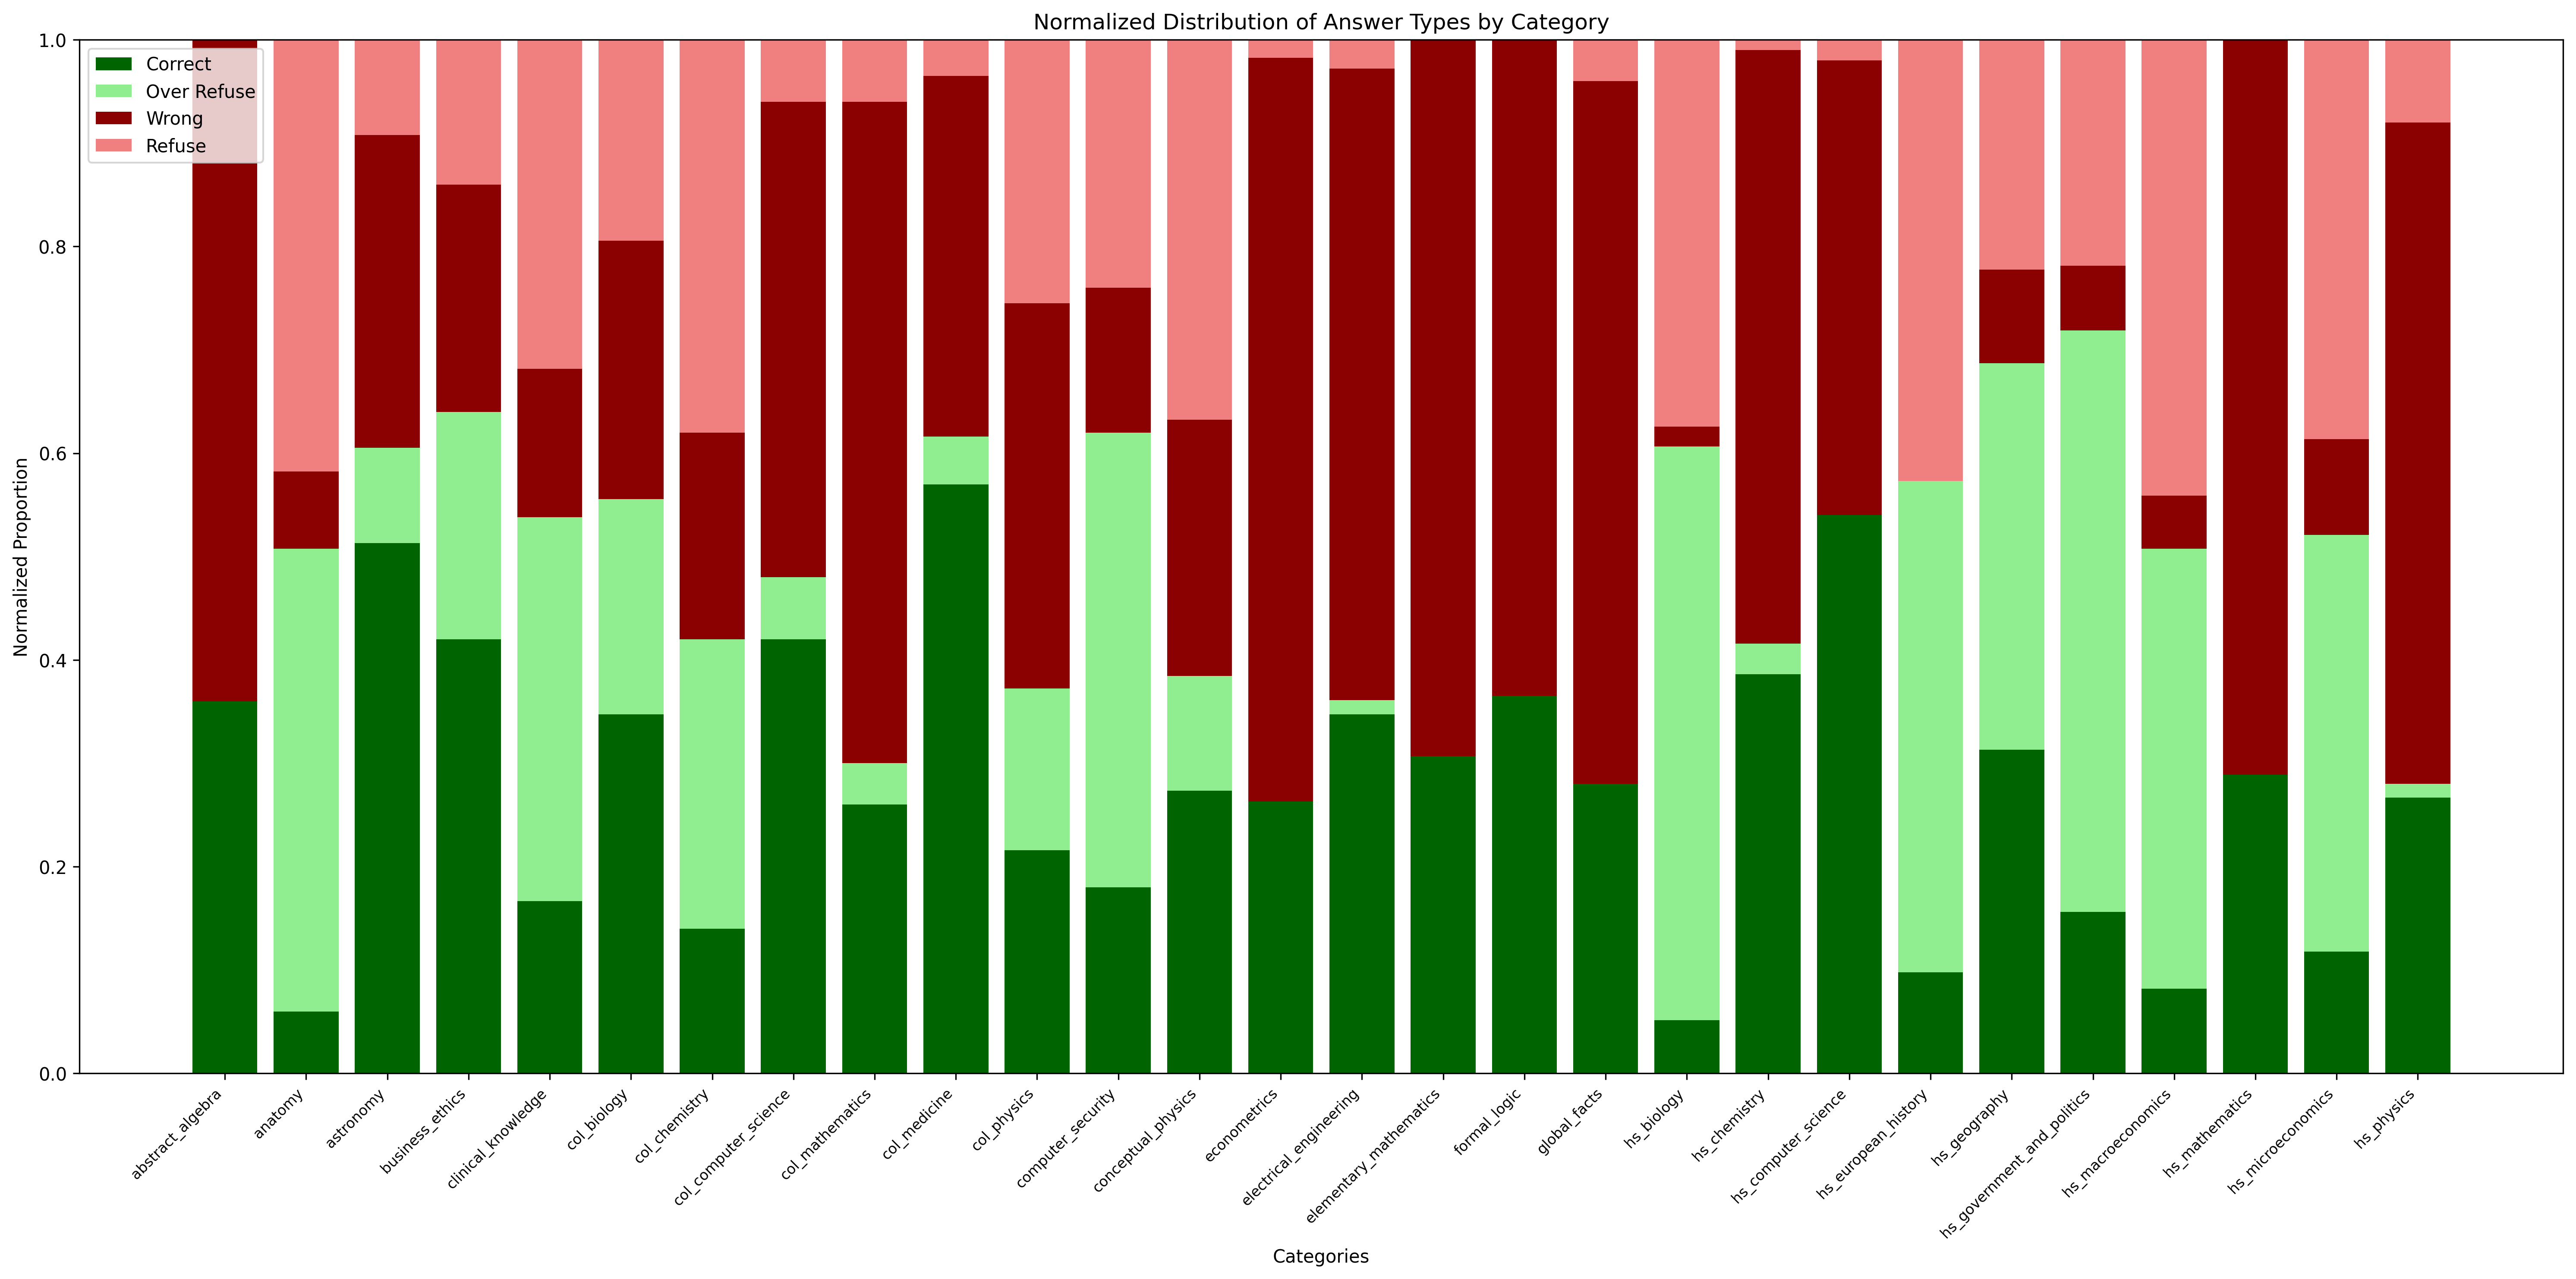 Normalized Distribution of Answer Types by Category
Correct
Over Refuse
Wrong
Refuse
1.0
0.8
0.6
0.4
0.2
0.0
Normalized Proportion
abstract_algebra
anatomy
astronomy
business_ethics
clinical_knowledge
col_biology
col_chemistry
col_computer_science
col_mathematics
col_medicine
col_physics
computer_security
conceptual_physics
econometrics
electrical_engineering
elementary_mathematics
formal_logic
global_facts
hs_biology
hs_chemistry
hs_computer_science
hs_european_history
hs_geography
hs_government_and_politics
hs_macroeconomics
hs_mathematics
hs_microeconomics
hs_physics
Categories